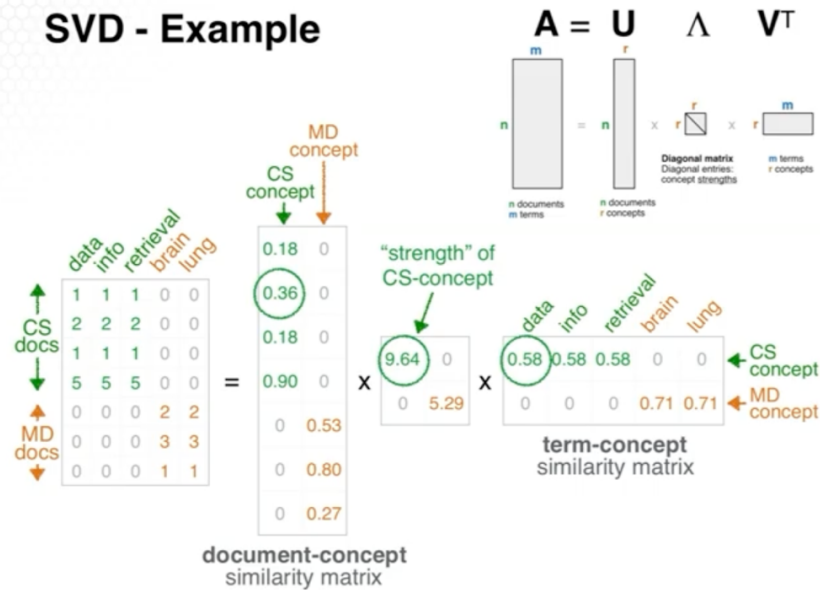 SVD - Example
A = U Λ Vᵀ
m
r
n = n x r r x r m
Diagonal matrix
Diagonal entries:
concept strengths
m terms
r concepts
n documents
m terms
n documents
r concepts
MD
concept
CS
concept
"strength" of
CS-concept
data info retrieval brain lung
CS
docs
MD
docs
1 1 1 0 0
2 2 2 0 0
1 1 1 0 0
5 5 5 0 0
0 0 0 2 2
0 0 0 3 3
0 0 0 1 1
=
0.18 0
0.36 0
0.18 0
0.90 0
0 0.53
0 0.80
0 0.27
x
9.64 0
0 5.29
x
data info retrieval brain lung
0.58 0.58 0.58 0 0
0 0 0 0.71 0.71
CS
concept
MD
concept
term-concept
similarity matrix
document-concept
similarity matrix